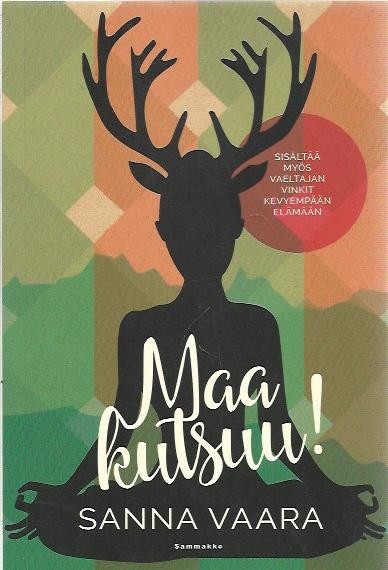 SISÄLTÄÄ
MYÖS
VAELTAJAN
VINKIT
KEVYEMPÄÄN
ELÄMÄÄN
Maa
kutsuu!
SANNA VAARA
Sammakko